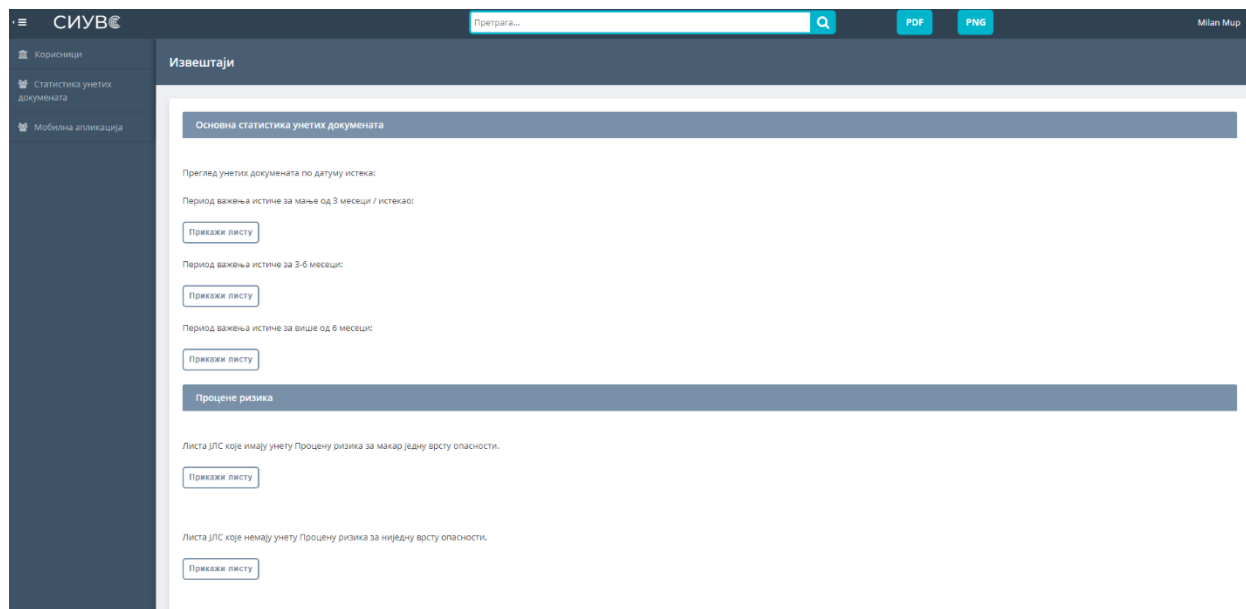 СИУВС
Претрага...
PDF
PNG
Milan Mup
Корисници
Статистика унетих
докумената
Мобилна апликација
Извештаји
Основна статистика унетих докумената
Преглед унетих докумената по датуму истека:
Период важења истиче за мање од 3 месеци / истекао:
Прикажи листу
Период важења истиче за 3-6 месеци:
Прикажи листу
Период важења истиче за више од 6 месеци:
Прикажи листу
Процене ризика
Листа ЈЛС које имају унету Процену ризика за макар једну врсту опасности.
Прикажи листу
Листа ЈЛС које немају унету Процену ризика за ниједну врсту опасности.
Прикажи листу